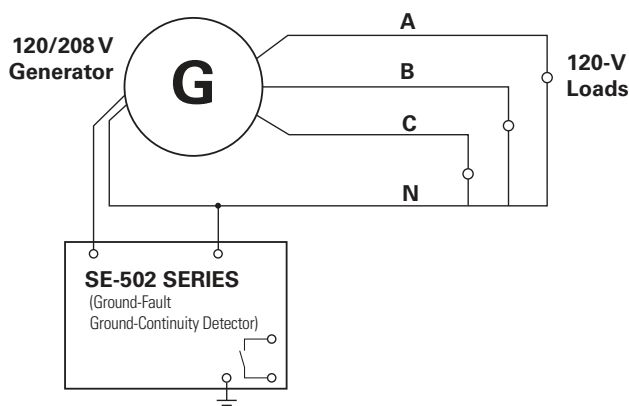 120/208 V
Generator
G
A
B
C
N
120-V
Loads
SE-502 SERIES
(Ground-Fault
Ground-Continuity Detector)